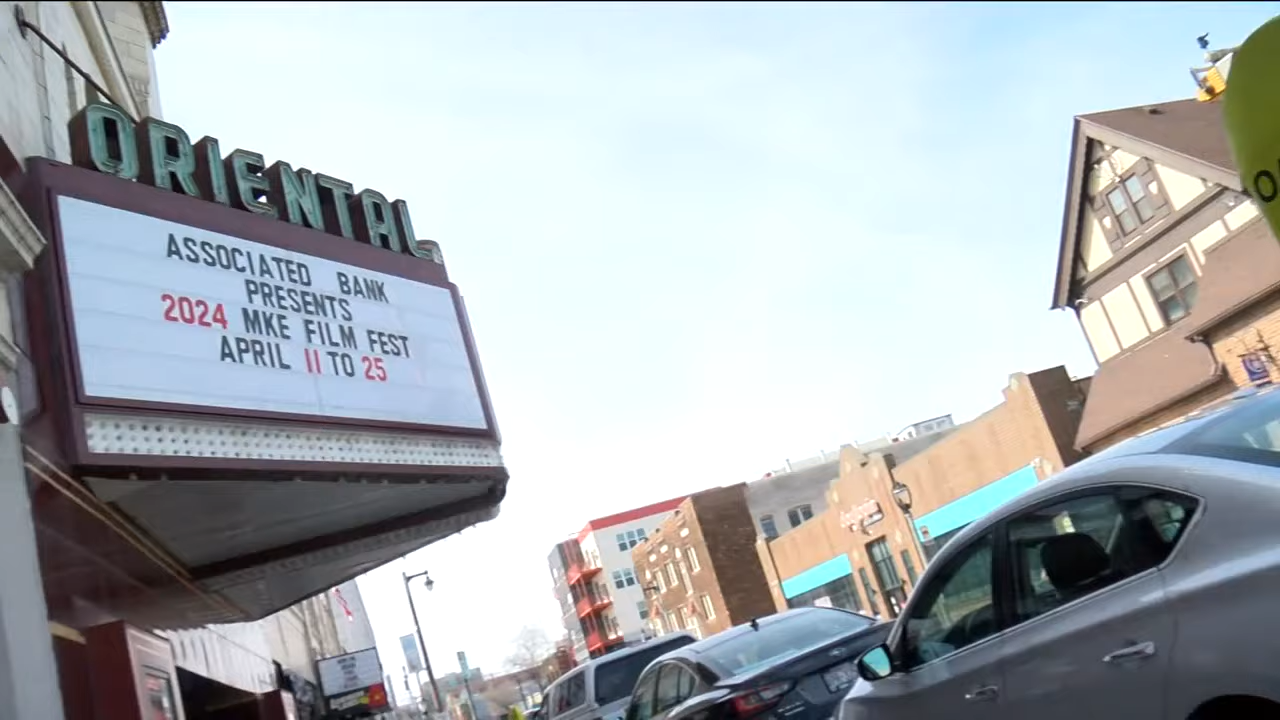 ORIENTAL
ASSOCIATED BANK
PRESENTS
2024 MKE FILM FEST
APRIL 11 TO 25